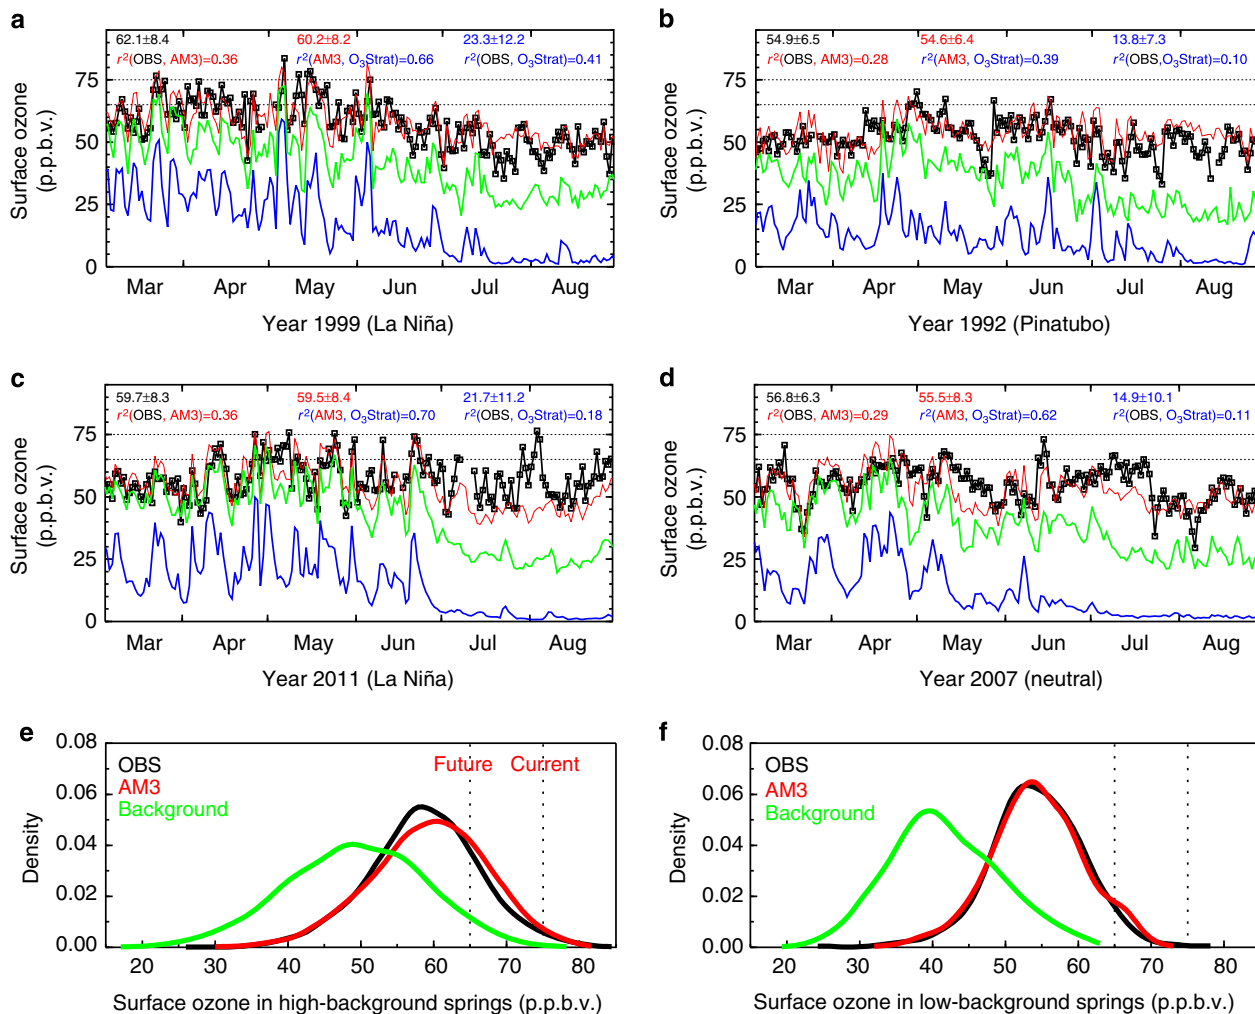 a
62.1±8.4 60.2±8.2 23.3±12.2
r²(OBS, AM3)=0.36 r²(AM3, O₃Strat)=0.66 r²(OBS, O₃Strat)=0.41
Surface ozone
(p.p.b.v.)
75
50
25
0
Mar Apr May Jun Jul Aug
Year 1999 (La Niña)
b
54.9±6.5 54.6±6.4 13.8±7.3
r²(OBS, AM3)=0.28 r²(AM3, O₃Strat)=0.39 r²(OBS,O₃Strat)=0.10
Surface ozone
(p.p.b.v.)
75
50
25
0
Mar Apr May Jun Jul Aug
Year 1992 (Pinatubo)
c
59.7±8.3 59.5±8.4 21.7±11.2
r²(OBS, AM3)=0.36 r²(AM3, O₃Strat)=0.70 r²(OBS, O₃Strat)=0.18
Surface ozone
(p.p.b.v.)
75
50
25
0
Mar Apr May Jun Jul Aug
Year 2011 (La Niña)
d
56.8±6.3 55.5±8.3 14.9±10.1
r²(OBS, AM3)=0.29 r²(AM3, O₃Strat)=0.62 r²(OBS, O₃Strat)=0.11
Surface ozone
(p.p.b.v.)
75
50
25
0
Mar Apr May Jun Jul Aug
Year 2007 (neutral)
e
OBS
AM3
Background
Future Current
Density
0.08
0.06
0.04
0.02
0.00
20 30 40 50 60 70 80
Surface ozone in high-background springs (p.p.b.v.)
f
OBS
AM3
Background
Density
0.08
0.06
0.04
0.02
0.00
20 30 40 50 60 70 80
Surface ozone in low-background springs (p.p.b.v.)